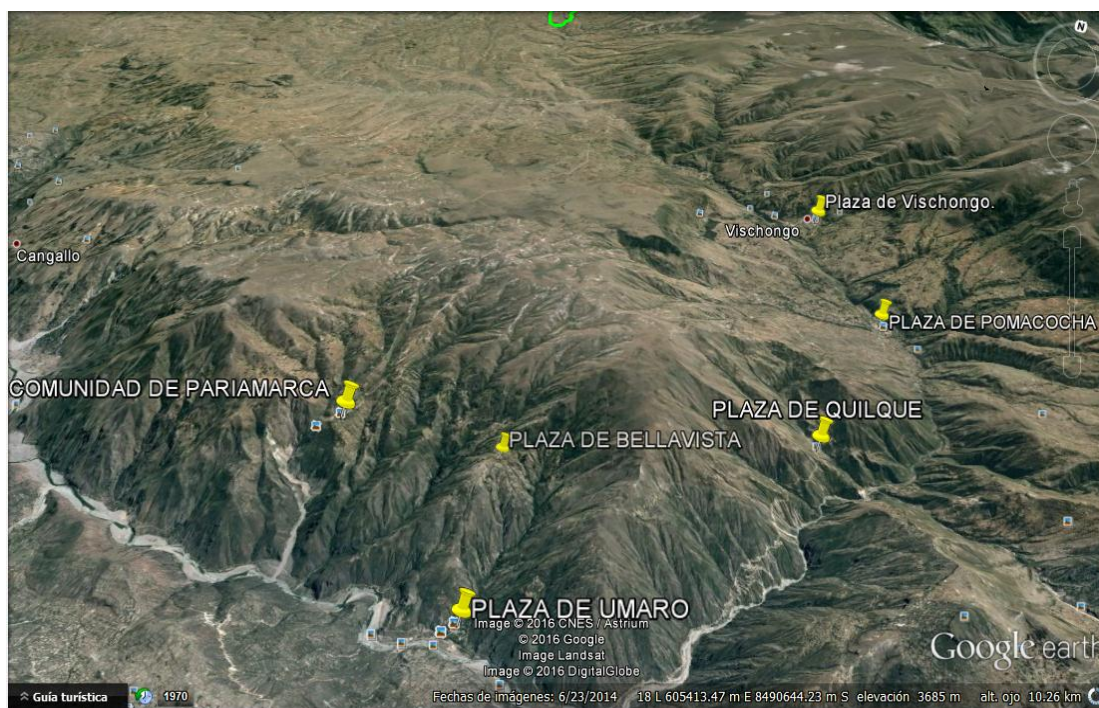 N
Plaza de Vischongo.
Vischongo
Cangallo
PLAZA DE POMACOCHA
COMUNIDAD DE PARIAMARCA
PLAZA DE QUILQUE
PLAZA DE BELLAVISTA
PLAZA DE UMARO
Image © 2016 CNES / Astrium
© 2016 Google
Image Landsat
Image © 2016 DigitalGlobe
Google earth
Guía turística
1970
Fechas de imágenes: 6/23/2014 18 L 605413.47 m E 8490644.23 m S elevación 3685 m alt. ojo 10.26 km